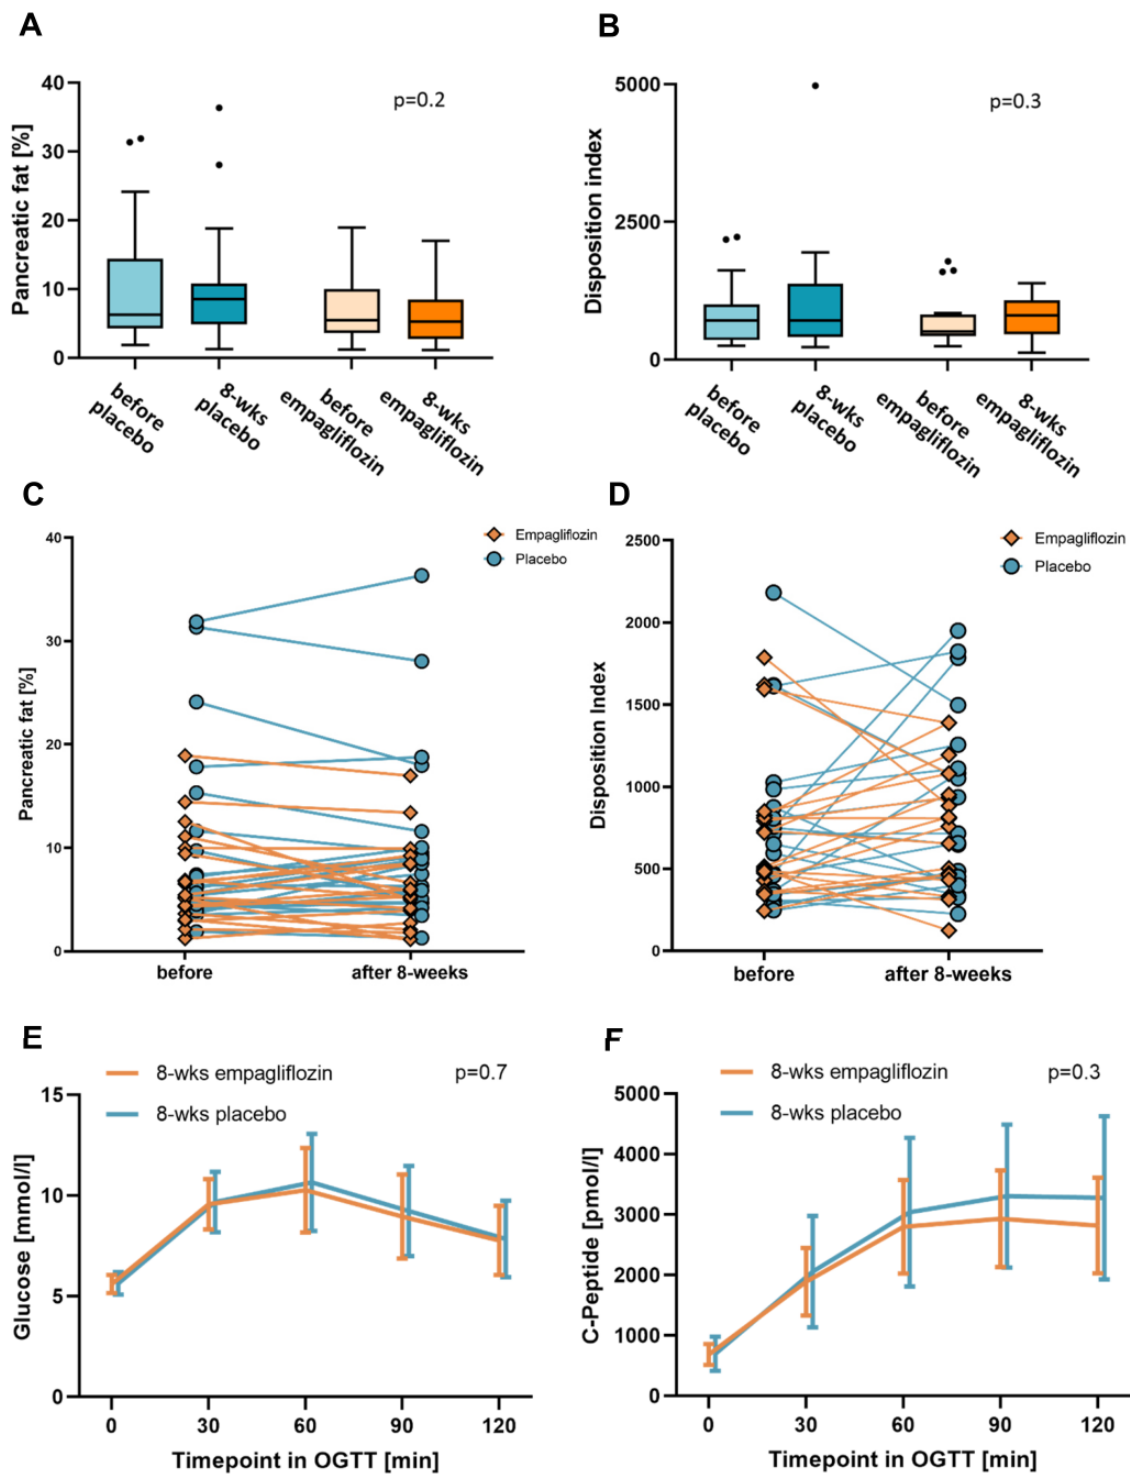 A
Pancreatic fat [%]
40
30
20
10
0
p=0.2
before
placebo
8-wks
placebo
before
empagliflozin
8-wks
empagliflozin
B
Disposition index
5000
2500
0
p=0.3
before
placebo
8-wks
placebo
before
empagliflozin
8-wks
empagliflozin
C
Pancreatic fat [%]
40
30
20
10
0
Empagliflozin
Placebo
before
after 8-weeks
D
Disposition Index
2500
2000
1500
1000
500
0
Empagliflozin
Placebo
before
after 8-weeks
E
8-wks empagliflozin
8-wks placebo
p=0.7
Glucose [mmol/l]
15
10
5
0
0 30 60 90 120
Timepoint in OGTT [min]
F
8-wks empagliflozin
8-wks placebo
p=0.3
C-Peptide [pmol/l]
5000
4000
3000
2000
1000
0
0 30 60 90 120
Timepoint in OGTT [min]